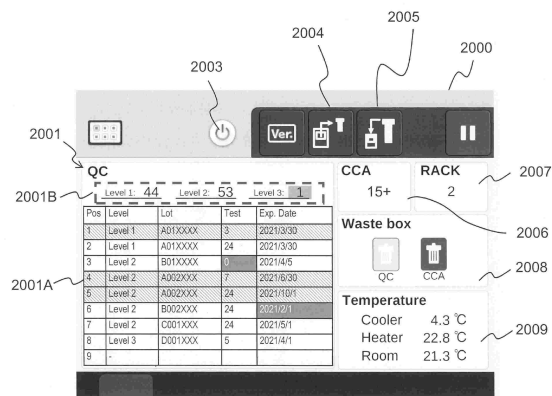 2005
2004
2000
2003
Ver.
2001
QC
CCA
RACK
2007
15+
2
2001B
Level 1: 44 Level 2: 53 Level 3: 1
Pos Level Lot Test Exp. Date
1 Level 1 A01XXXX 3 2021/3/30
2 Level 1 A01XXXX 24 2021/3/30
3 Level 2 B01XXXX 0 2021/4/5
4 Level 2 A002XXX 7 2021/6/30
5 Level 2 A002XXX 24 2021/10/1
6 Level 2 B002XXX 24 2021/2/1
7 Level 2 C001XXX 24 2021/5/1
8 Level 3 D001XXX 5 2021/4/1
9 -
2001A
Waste box
2006
QC CCA
2008
Temperature
Cooler 4.3 ℃
Heater 22.8 ℃
Room 21.3 ℃
2009